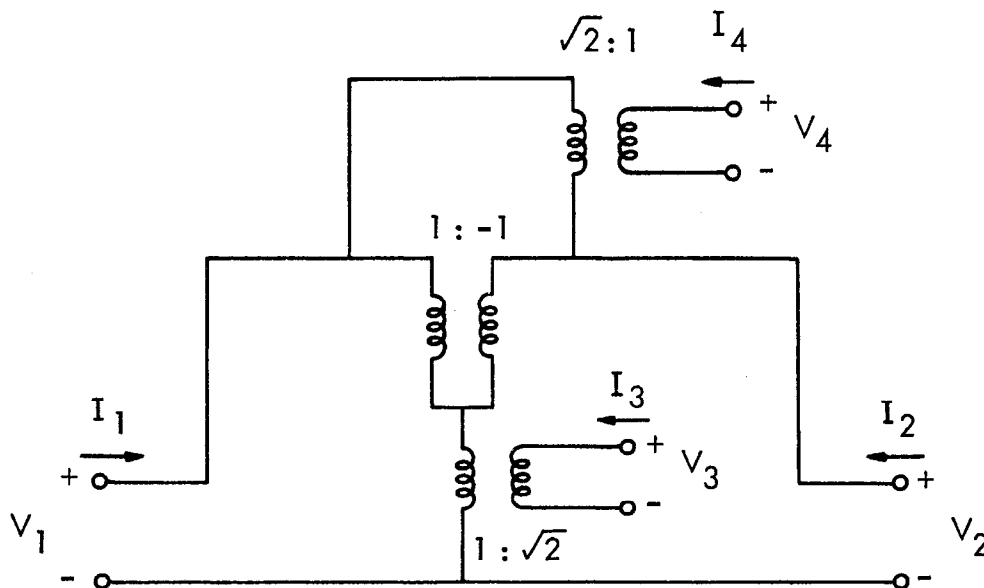 √2 : 1
I4
+
V4
-
1 : -1
I1
I3
I2
+
+
V3
-
+
V1
V2
1 : √2
-
-